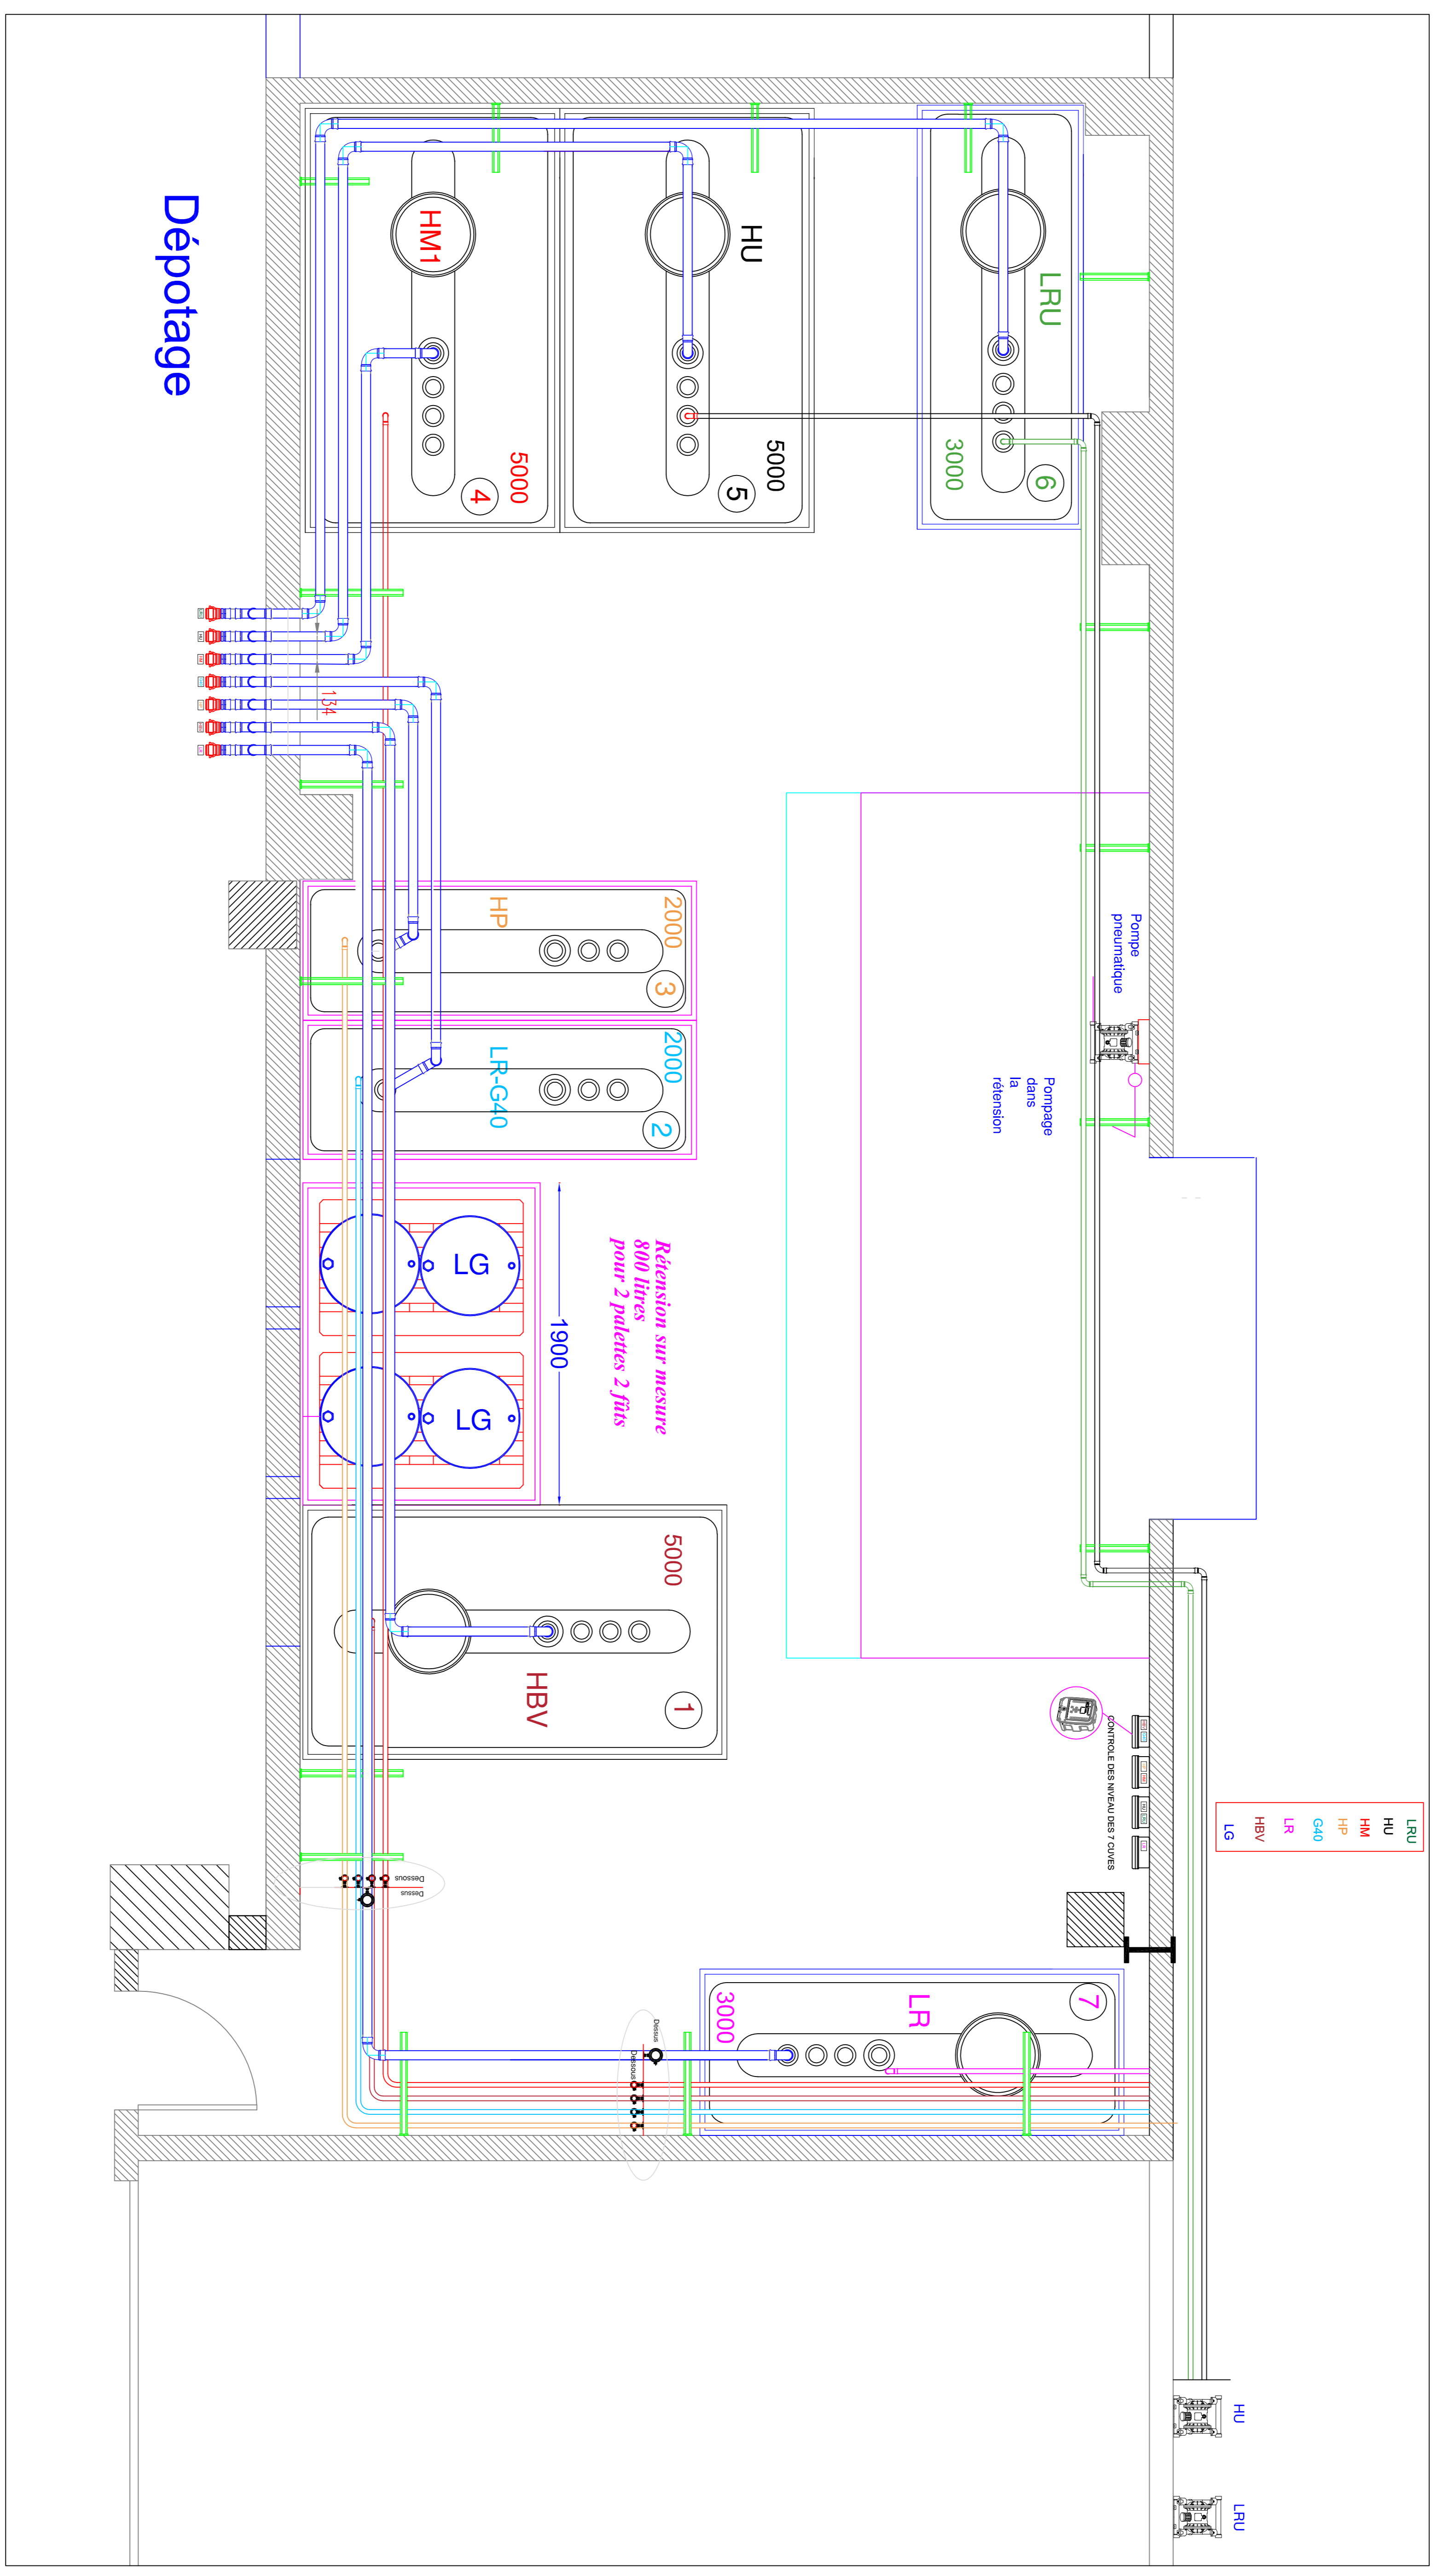 Dépotage
HM1
5000
4
HU
5000
5
LRU
3000
6
134
HP
2000
3
LR-G40
2000
2
Pompe
pneumatique
Pompage
dans
la
rétension
LG
LG
1900
Rétension sur mesure
800 litres
pour 2 palettes 2 fûts
5000
HBV
1
CONTROLE DES NIVEAU DES 7 CUVES
LRU
HU
HM
HP
G40
LR
HBV
LG
Dessous
Dessus
Dessus
Dessous
LR
3000
7
HU
LRU